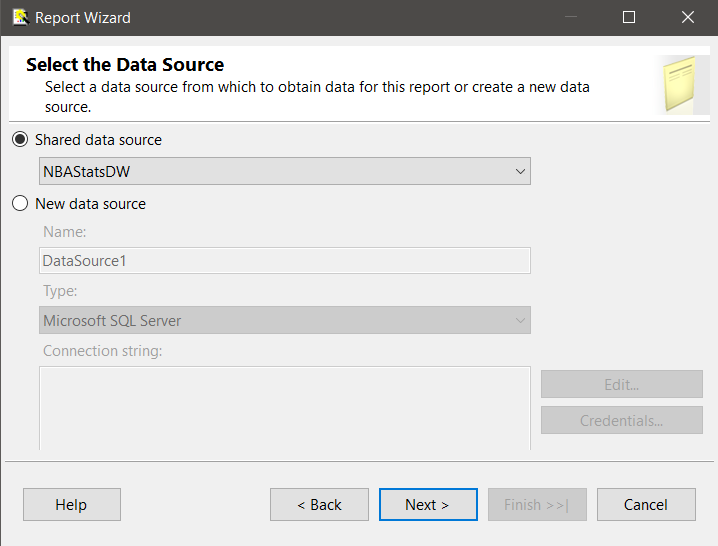 Report Wizard
Select the Data Source
Select a data source from which to obtain data for this report or create a new data
source.
Shared data source
NBAStatsDW
New data source
Name:
DataSource1
Type:
Microsoft SQL Server
Connection string:
Edit...
Credentials...
Help
< Back
Next >
Finish >>|
Cancel